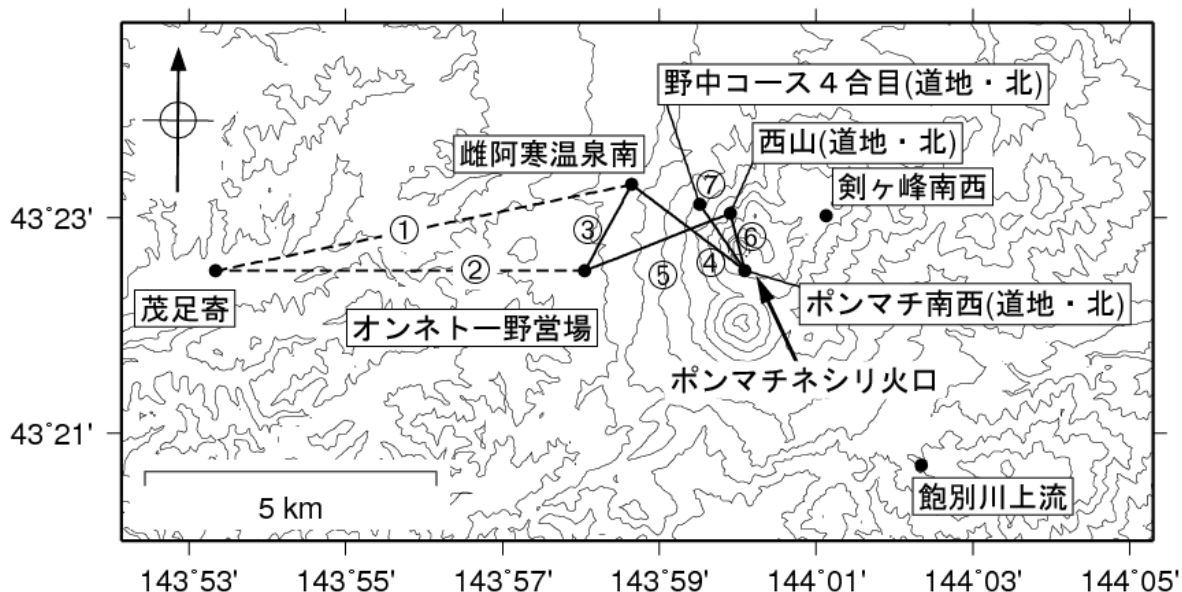 野中コース４合目(道地・北)
西山(道地・北)
雌阿寒温泉南
剣ヶ峰南西
⑦
43°23'
①
③
⑥
②
⑤
④
茂足寄
オンネトー野営場
ポンマチ南西(道地・北)
ポンマチネシリ火口
43°21'
5 km
飽別川上流
143°53'
143°55'
143°57'
143°59'
144°01'
144°03'
144°05'